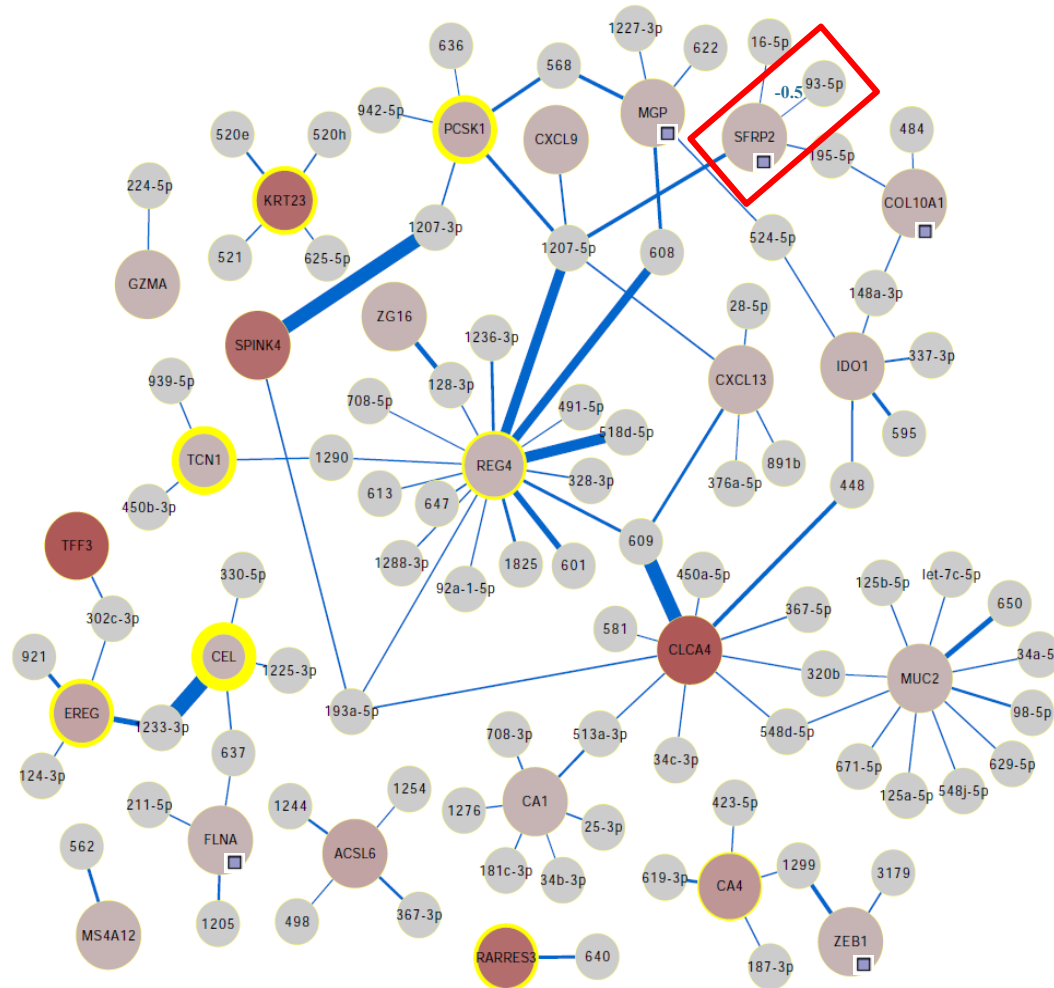 16-5p
1227-3p
622
636
568
93-5p
-0.5
942-5p
PCSK1
MGP
CXCL9
SFRP2
484
520e
520h
195-5p
224-5p
KRT23
COL10A1
1207-3p
524-5p
521
625-5p
1207-5p
608
GZMA
148a-3p
28-5p
ZG16
1236-3p
SPINK4
337-3p
IDO1
939-5p
128-3p
CXCL13
708-5p
491-5p
518d-5p
595
TCN1
1290
REG4
891b
328-3p
376a-5p
448
613
647
450b-3p
609
TFF3
1288-3p
1825
601
450a-5p
let-7c-5p
330-5p
92a-1-5p
125b-5p
650
302c-3p
367-5p
581
921
CEL
CLCA4
34a-5
1225-3p
320b
MUC2
EREG
193a-5p
98-5p
1233-3p
708-3p
513a-3p
548d-5p
637
34c-3p
629-5p
124-3p
671-5p
548j-5p
1254
125a-5p
211-5p
1244
CA1
1276
25-3p
423-5p
FLNA
562
ACSL6
181c-3p
34b-3p
1299
3179
619-3p
CA4
498
367-3p
1205
MS4A12
ZEB1
RARRES3
640
187-3p